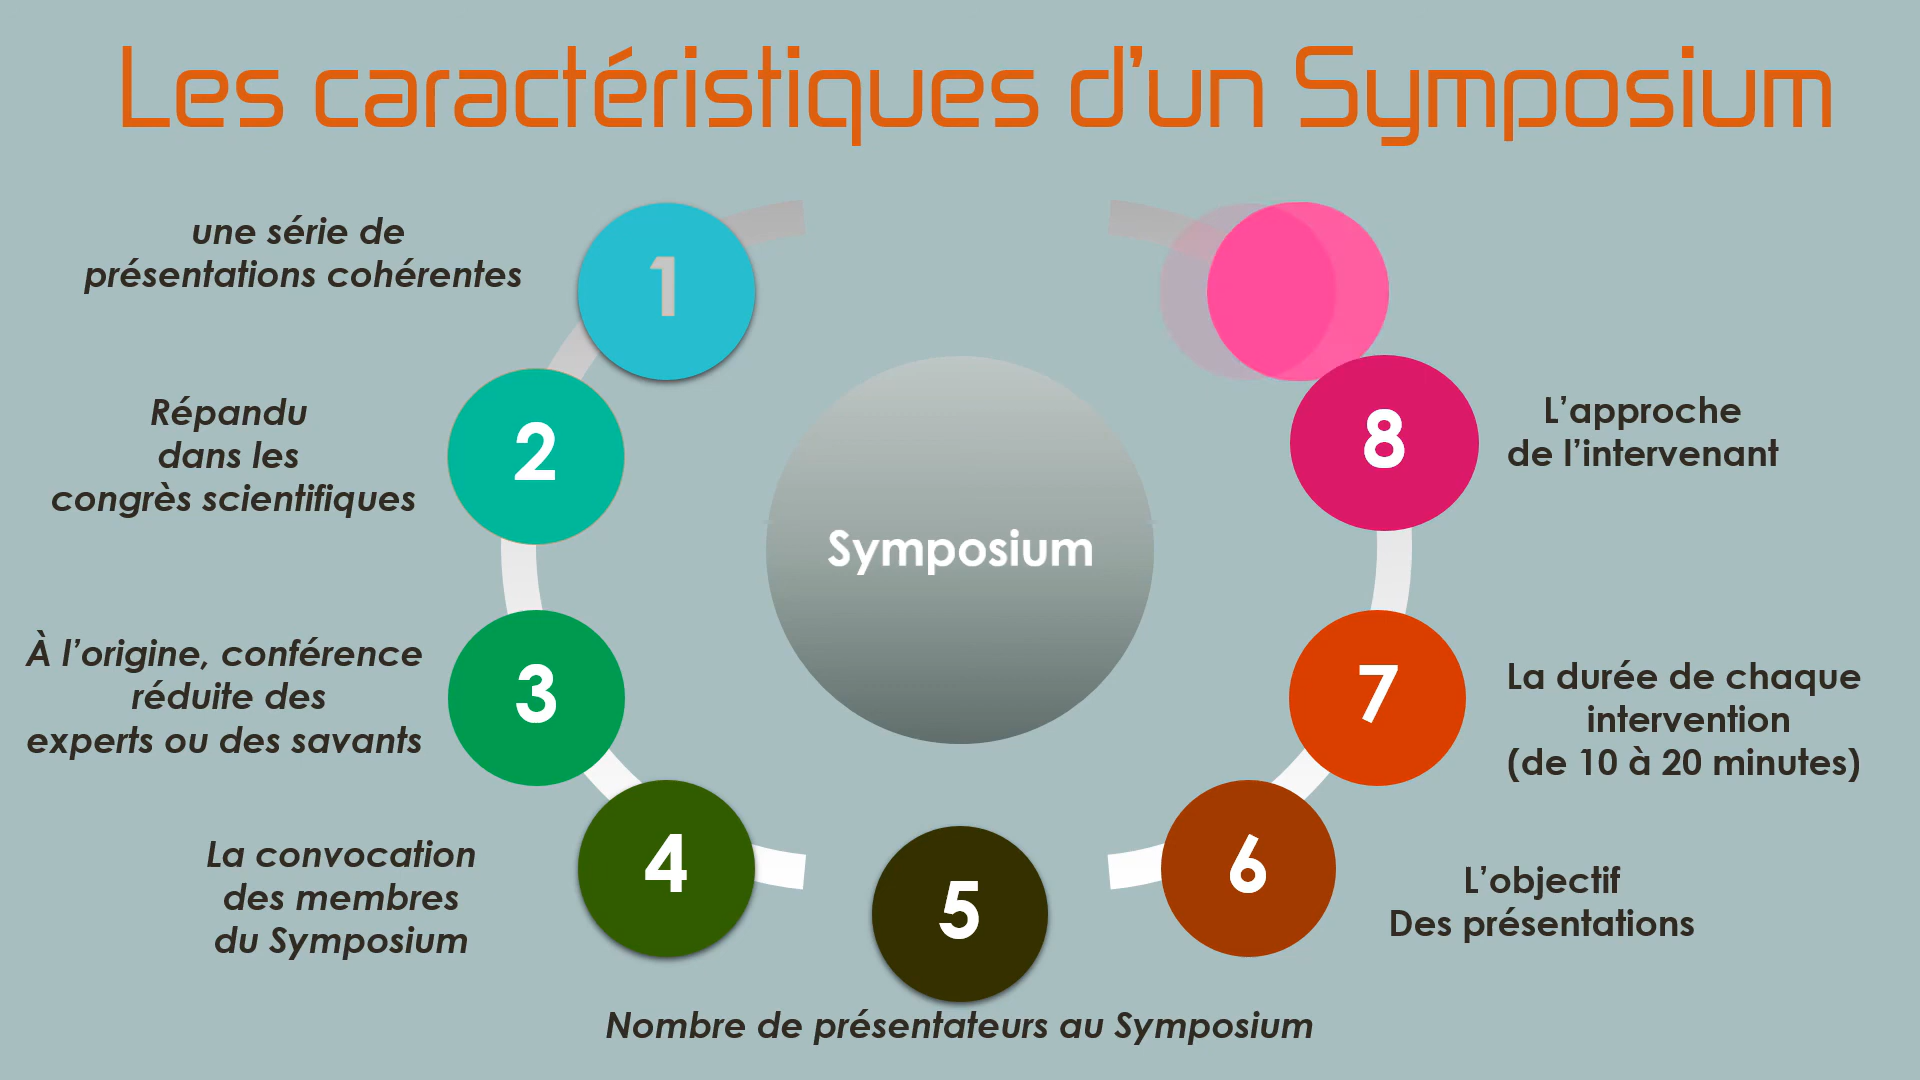 Les caractéristiques d’un Symposium
1
une série de
présentations cohérentes
2
Répandu
dans les
congrès scientifiques
3
À l’origine, conférence
réduite des
experts ou des savants
4
La convocation
des membres
du Symposium
5
Nombre de présentateurs au Symposium
6
L’objectif
Des présentations
7
La durée de chaque
intervention
(de 10 à 20 minutes)
8
L’approche
de l’intervenant
Symposium